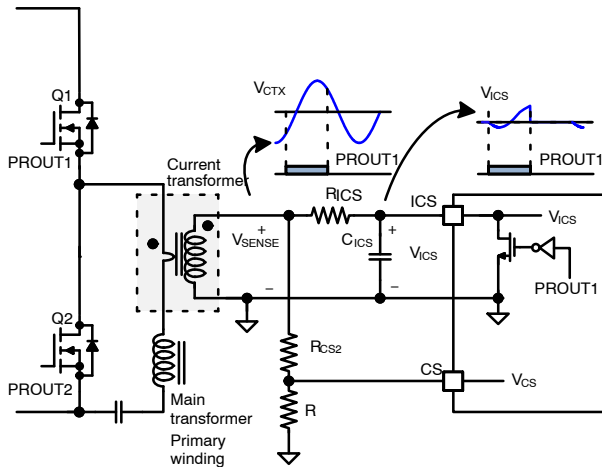 Q1
PROUT1
VCTX
PROUT1
VICS
PROUT1
Current
transformer
+
VSENSE
–
RICS
CICS
+
VICS
–
ICS
VICS
PROUT1
Q2
PROUT2
Main
transformer
Primary
winding
RCS2
R
CS
VCS